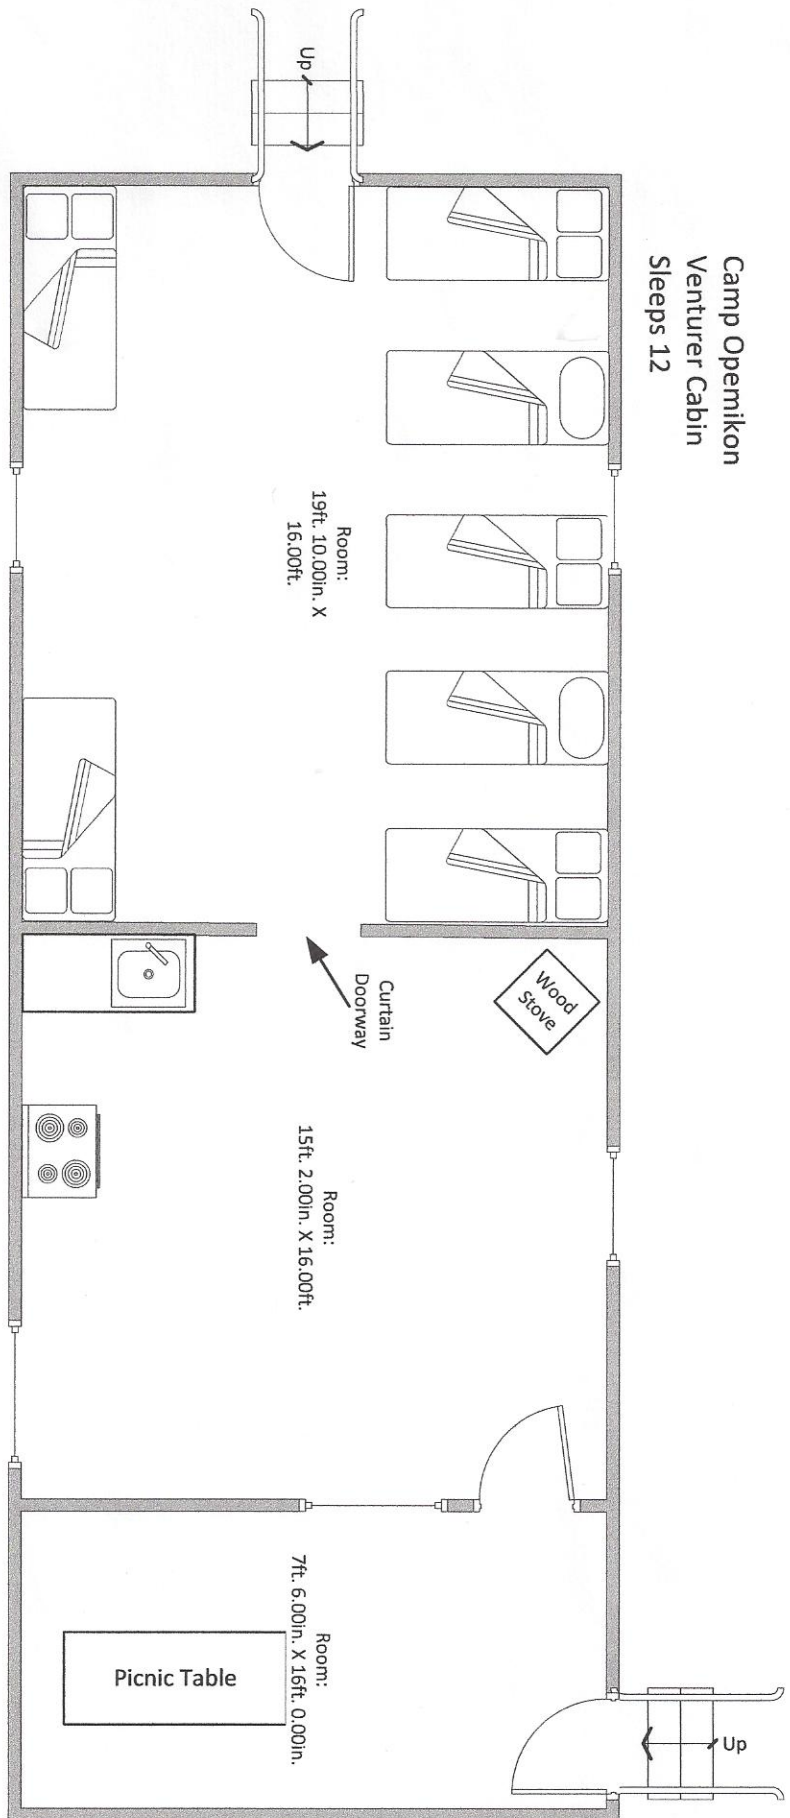 Camp Opemikon
Venturer Cabin
Sleeps 12
Up
Room:
19ft. 10.00in. X
16.00ft.
Curtain
Doorway
Wood
Stove
Room:
15ft. 2.00in. X 16.00ft.
Room:
7ft. 6.00in. X 16ft. 0.00in.
Picnic Table
Up